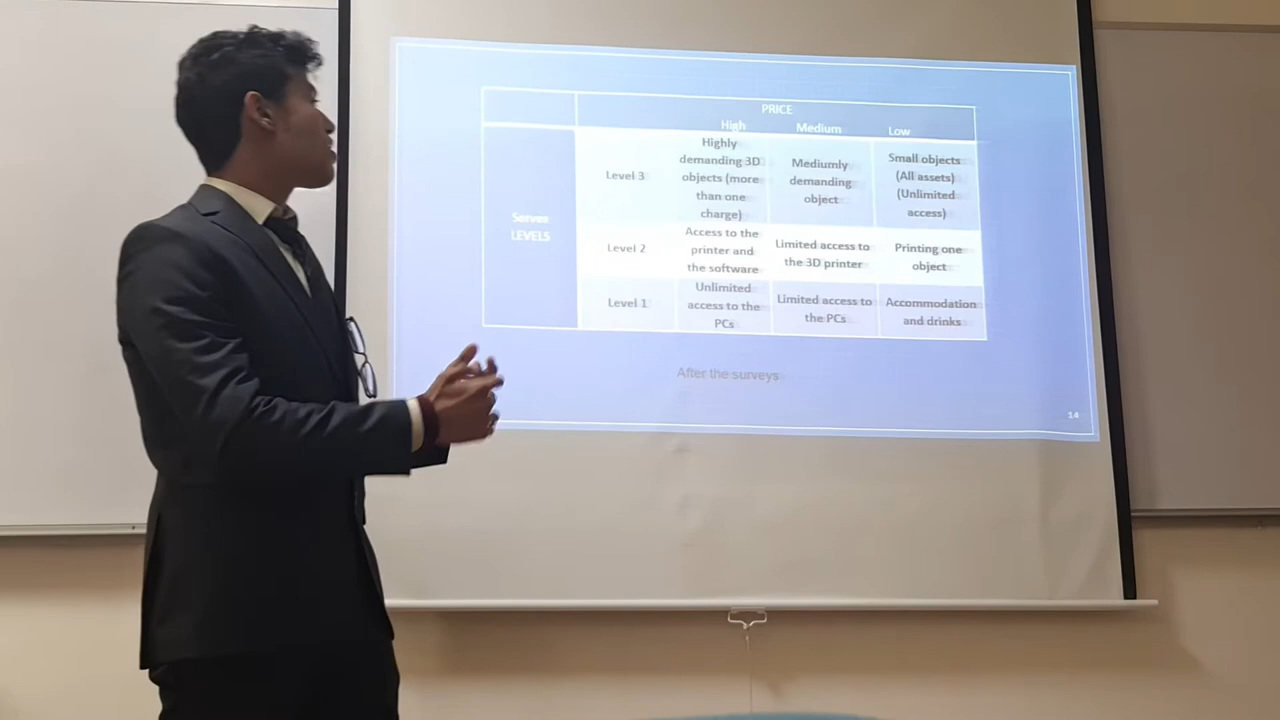 PRICE
High Medium Low
Server
LEVELS
Level 3
Highly
demanding 3D
objects (more
than one
charge)
Mediumly
demanding
object
Small objects
(All assets)
(Unlimited
access)
Level 2
Access to the
printer and
the software
Limited access to
the 3D printer
Printing one
object
Level 1
Unlimited
access to the
PCs
Limited access to
the PCs
Accommodation
and drinks
After the surveys
14